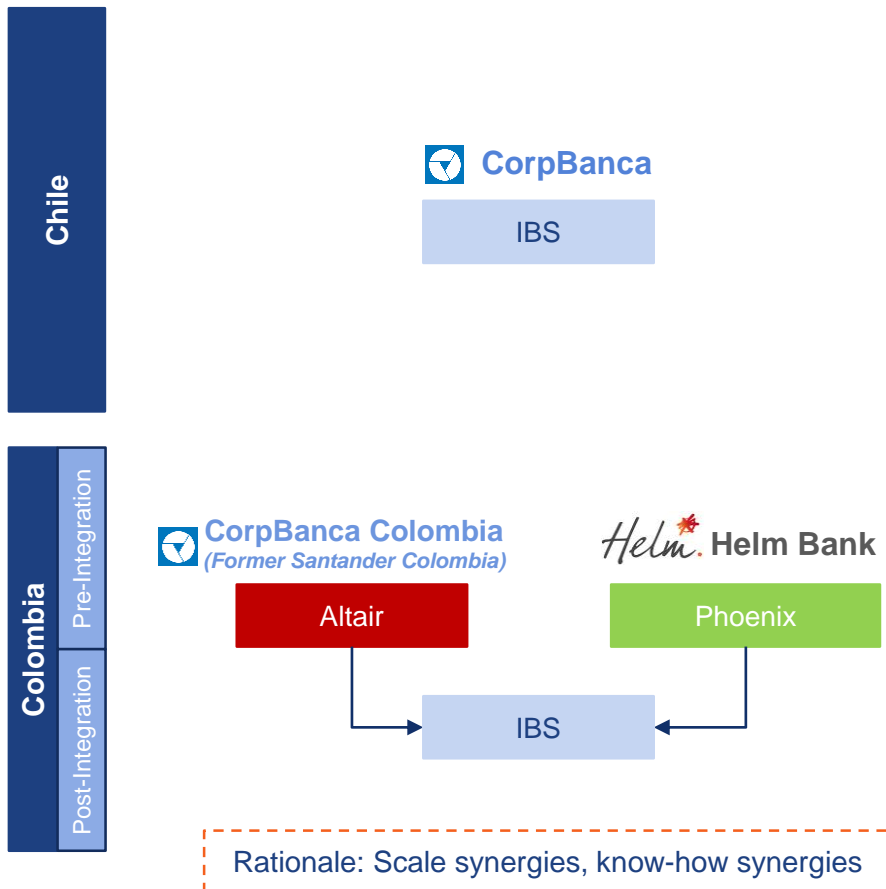 Chile
CorpBanca
IBS
Colombia
Pre-Integration
CorpBanca Colombia
(Former Santander Colombia)
Helm. Helm Bank
Altair
Phoenix
Post-Integration
IBS
Rationale: Scale synergies, know-how synergies